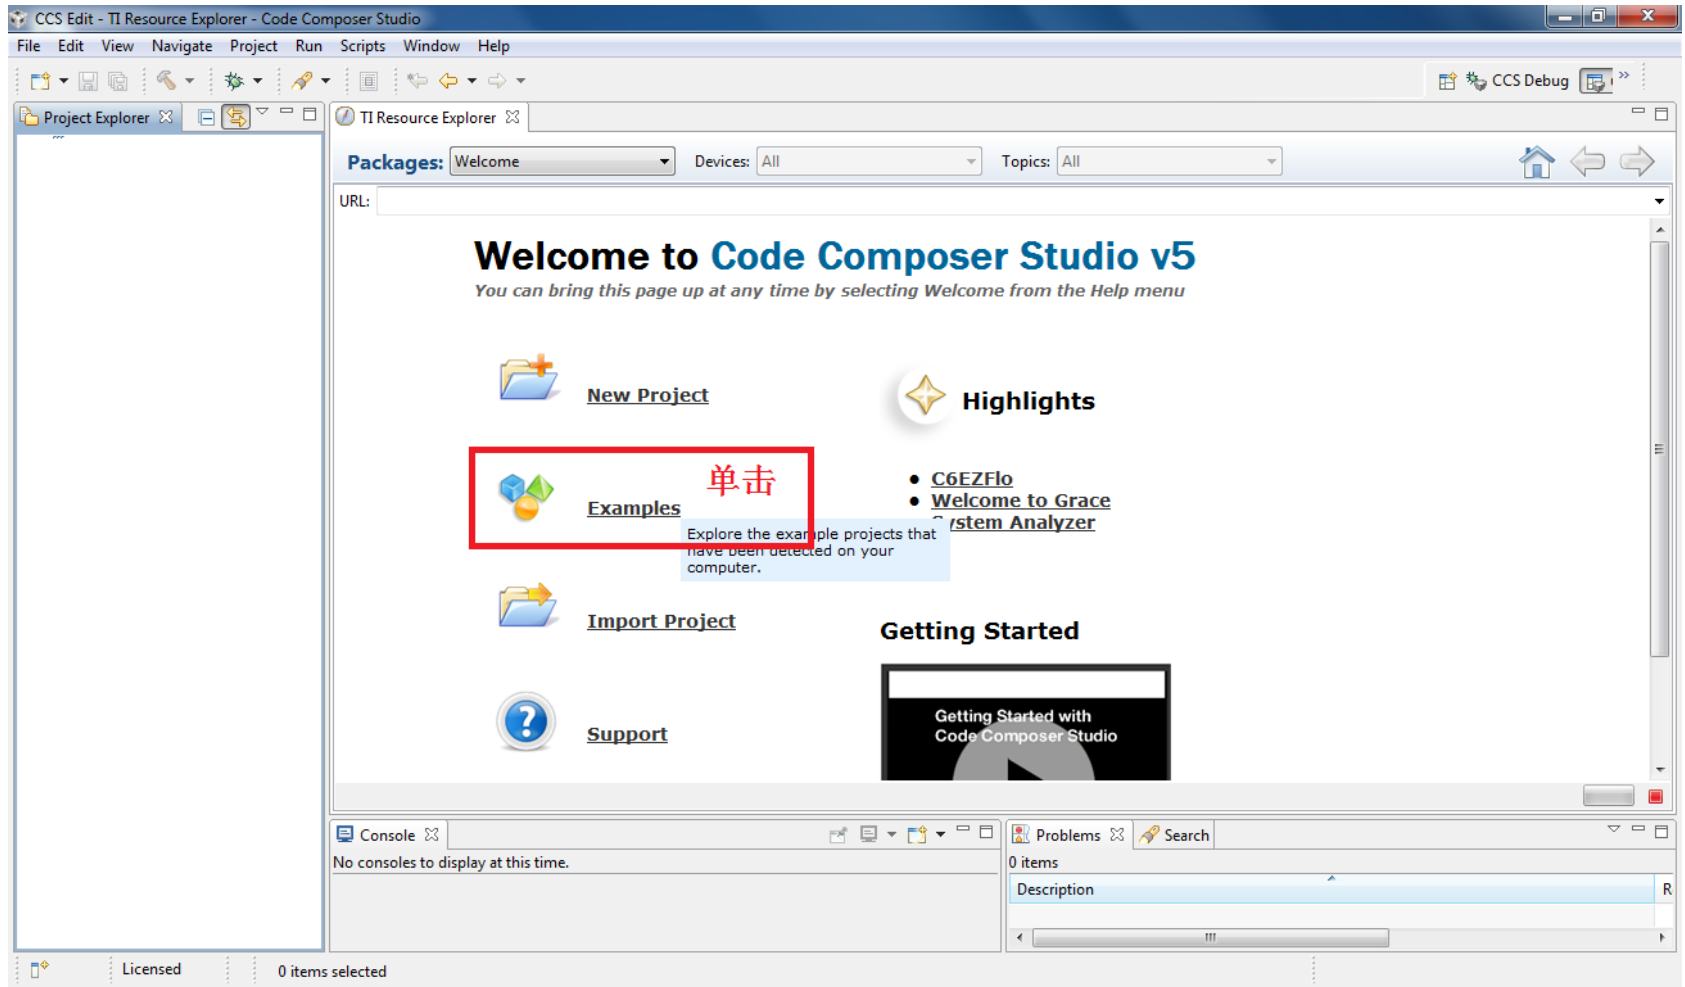 CCS Edit - TI Resource Explorer - Code Composer Studio
File Edit View Navigate Project Run Scripts Window Help
CCS Debug
Project Explorer
TI Resource Explorer
Packages: Welcome Devices: All Topics: All
URL:
Welcome to Code Composer Studio v5
You can bring this page up at any time by selecting Welcome from the Help menu
New Project
Highlights
单击
Examples
C6EZFlo
Welcome to Grace
System Analyzer
Explore the example projects that
have been detected on your
computer.
Import Project
Getting Started
Getting Started with
Code Composer Studio
Support
Console
No consoles to display at this time.
Problems Search
0 items
Description R
Licensed 0 items selected